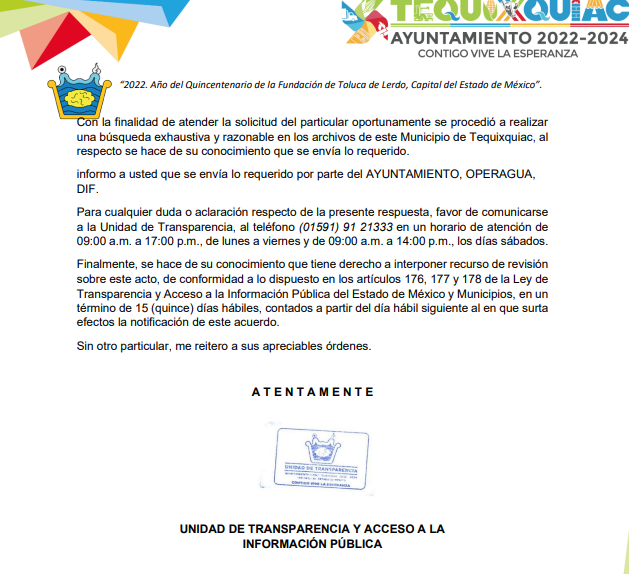 TEQUIXQUIAC
AYUNTAMIENTO 2022-2024
CONTIGO VIVE LA ESPERANZA
“2022. Año del Quincentenario de la Fundación de Toluca de Lerdo, Capital del Estado de México”.
Con la finalidad de atender la solicitud del particular oportunamente se procedió a realizar
una búsqueda exhaustiva y razonable en los archivos de este Municipio de Tequixquiac, al
respecto se hace de su conocimiento que se envía lo requerido.
informo a usted que se envía lo requerido por parte del AYUNTAMIENTO, OPERAGUA,
DIF.
Para cualquier duda o aclaración respecto de la presente respuesta, favor de comunicarse
a la Unidad de Transparencia, al teléfono (01591) 91 21333 en un horario de atención de
09:00 a.m. a 17:00 p.m., de lunes a viernes y de 09:00 a.m. a 14:00 p.m., los días sábados.
Finalmente, se hace de su conocimiento que tiene derecho a interponer recurso de revisión
sobre este acto, de conformidad a lo dispuesto en los artículos 176, 177 y 178 de la Ley de
Transparencia y Acceso a la Información Pública del Estado de México y Municipios, en un
término de 15 (quince) días hábiles, contados a partir del día hábil siguiente al en que surta
efectos la notificación de este acuerdo.
Sin otro particular, me reitero a sus apreciables órdenes.
A T E N T A M E N T E
UNIDAD DE TRANSPARENCIA
CONTIGO VIVE LA ESPERANZA
UNIDAD DE TRANSPARENCIA Y ACCESO A LA
INFORMACIÓN PÚBLICA